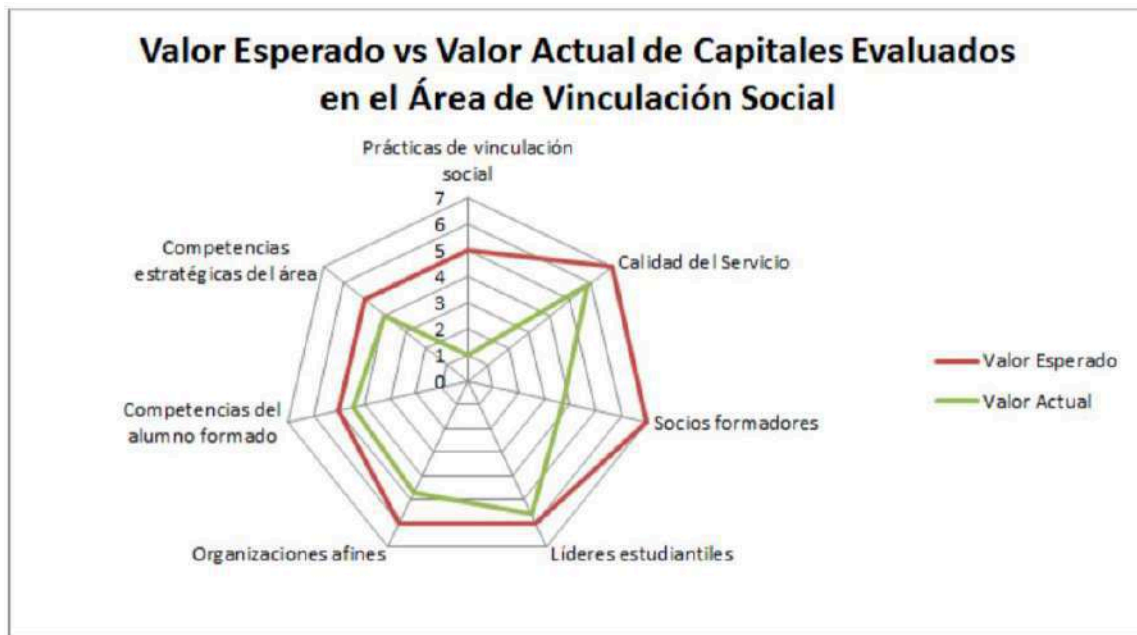 Valor Esperado vs Valor Actual de Capitales Evaluados
en el Área de Vinculación Social
Prácticas de vinculación
social
7
6
5
4
3
2
1
0
Calidad del Servicio
Socios formadores
Líderes estudiantiles
Organizaciones afines
Competencias del
alumno formado
Competencias
estratégicas del área
Valor Esperado
Valor Actual